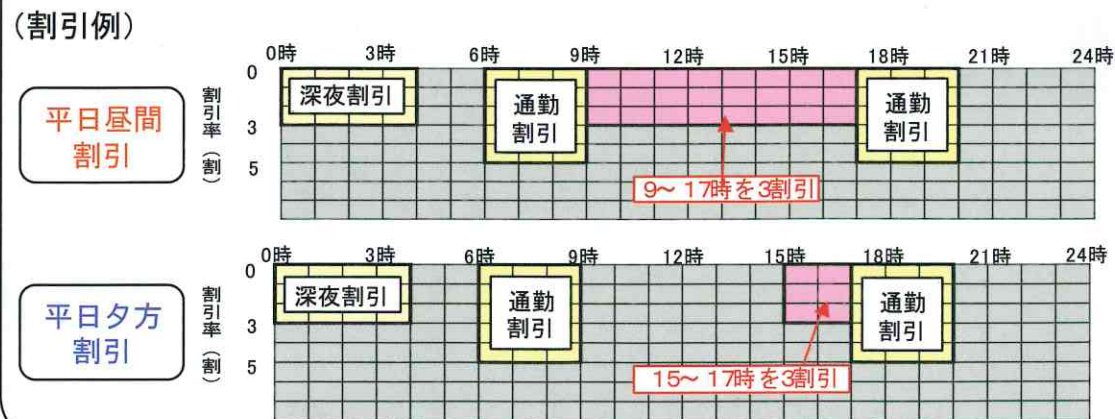 (割引例)
0時 3時 6時 9時 12時 15時 18時 21時 24時
平日昼間
割引
割引率(割)
0
3
5
深夜割引
通勤
割引
通勤
割引
9~17時を3割引
0時 3時 6時 9時 12時 15時 18時 21時 24時
平日夕方
割引
割引率(割)
0
3
5
深夜割引
通勤
割引
通勤
割引
15~17時を3割引